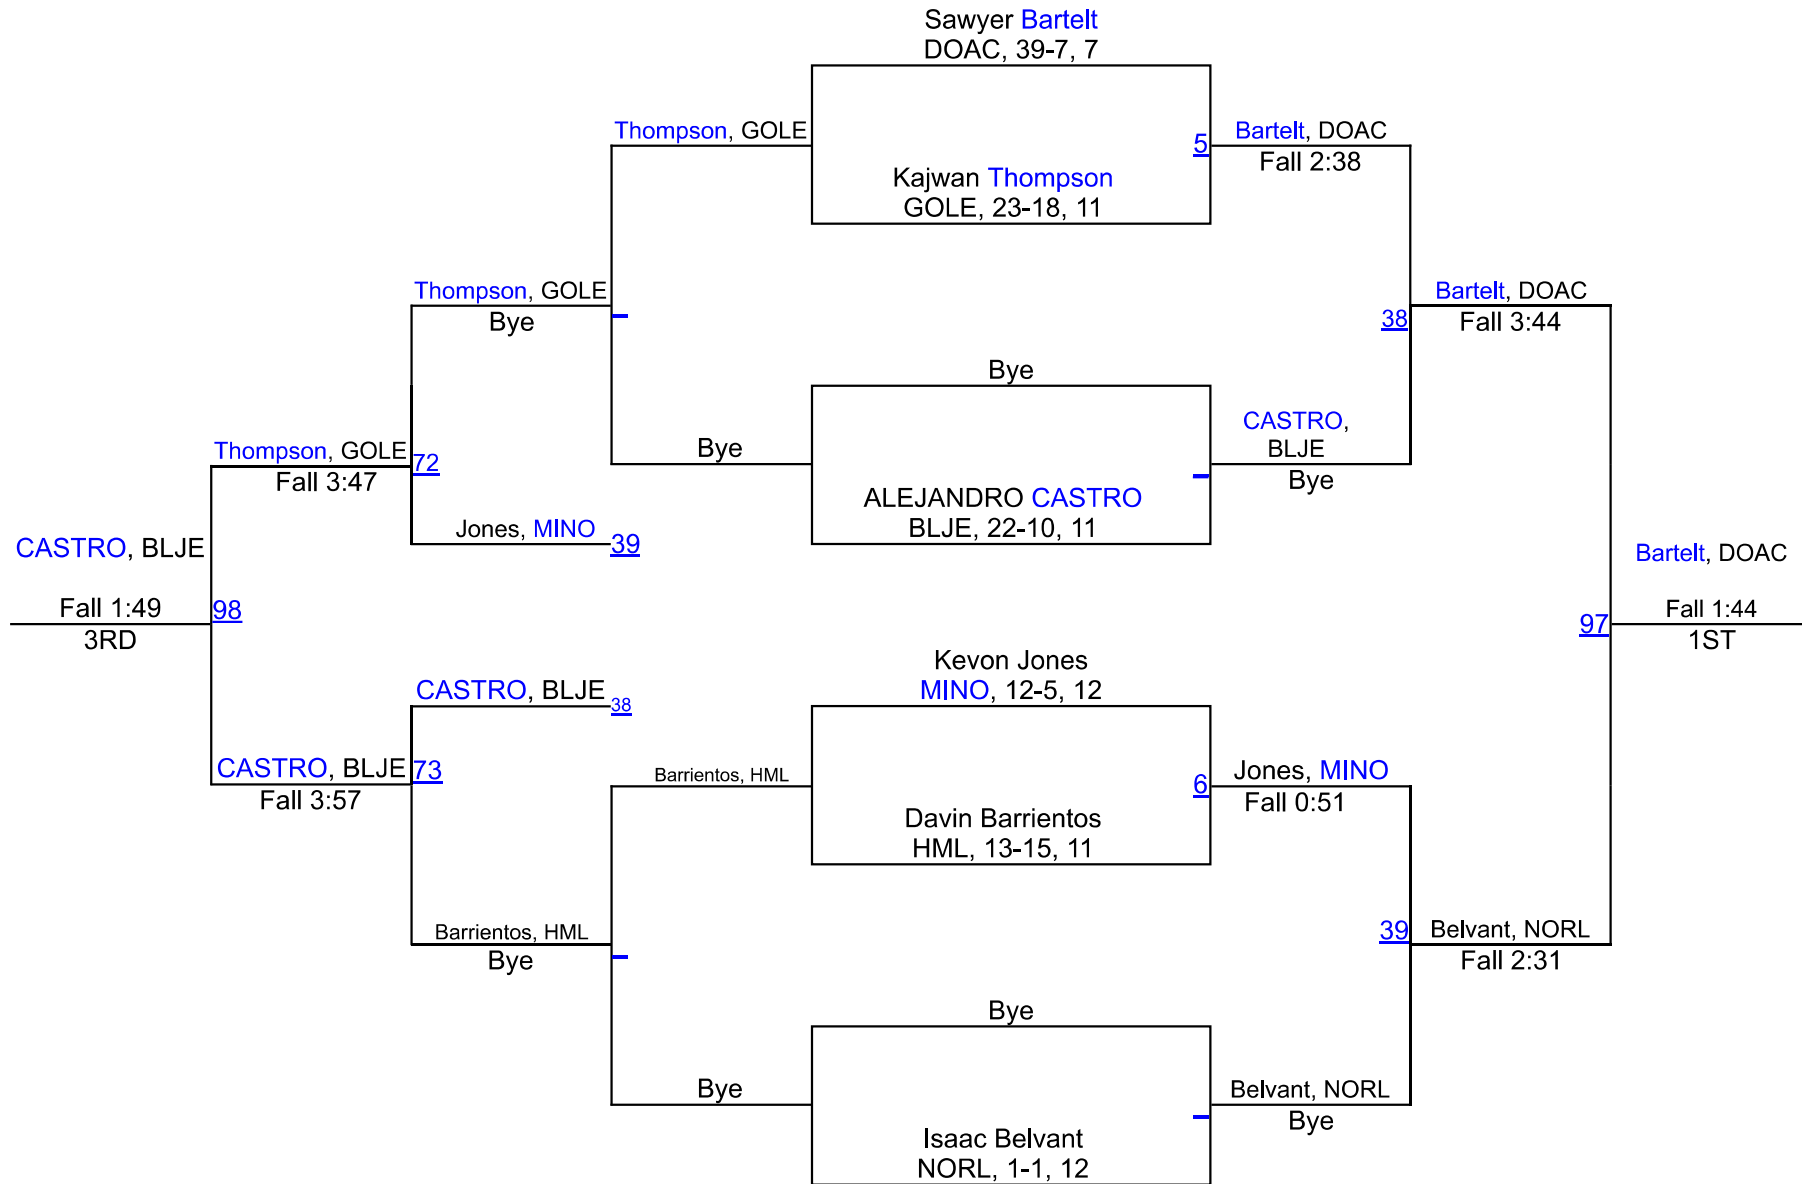 Sawyer Bartelt
DOAC, 39-7, 7
Thompson, GOLE
5
Bartelt, DOAC
Fall 2:38
Kajwan Thompson
GOLE, 23-18, 11
Thompson, GOLE
Bye
38
Bartelt, DOAC
Fall 3:44
Bye
CASTRO,
BLJE
Bye
Bye
Thompson, GOLE
Fall 3:47
72
ALEJANDRO CASTRO
BLJE, 22-10, 11
Jones, MINO
39
CASTRO, BLJE
Fall 1:49
3RD
98
Bartelt, DOAC
Fall 1:44
1ST
97
Kevon Jones
MINO, 12-5, 12
CASTRO, BLJE
38
CASTRO, BLJE
Fall 3:57
73
Barrientos, HML
6
Jones, MINO
Fall 0:51
Davin Barrientos
HML, 13-15, 11
Barrientos, HML
Bye
39
Belvant, NORL
Fall 2:31
Bye
Bye
Belvant, NORL
Bye
Isaac Belvant
NORL, 1-1, 12